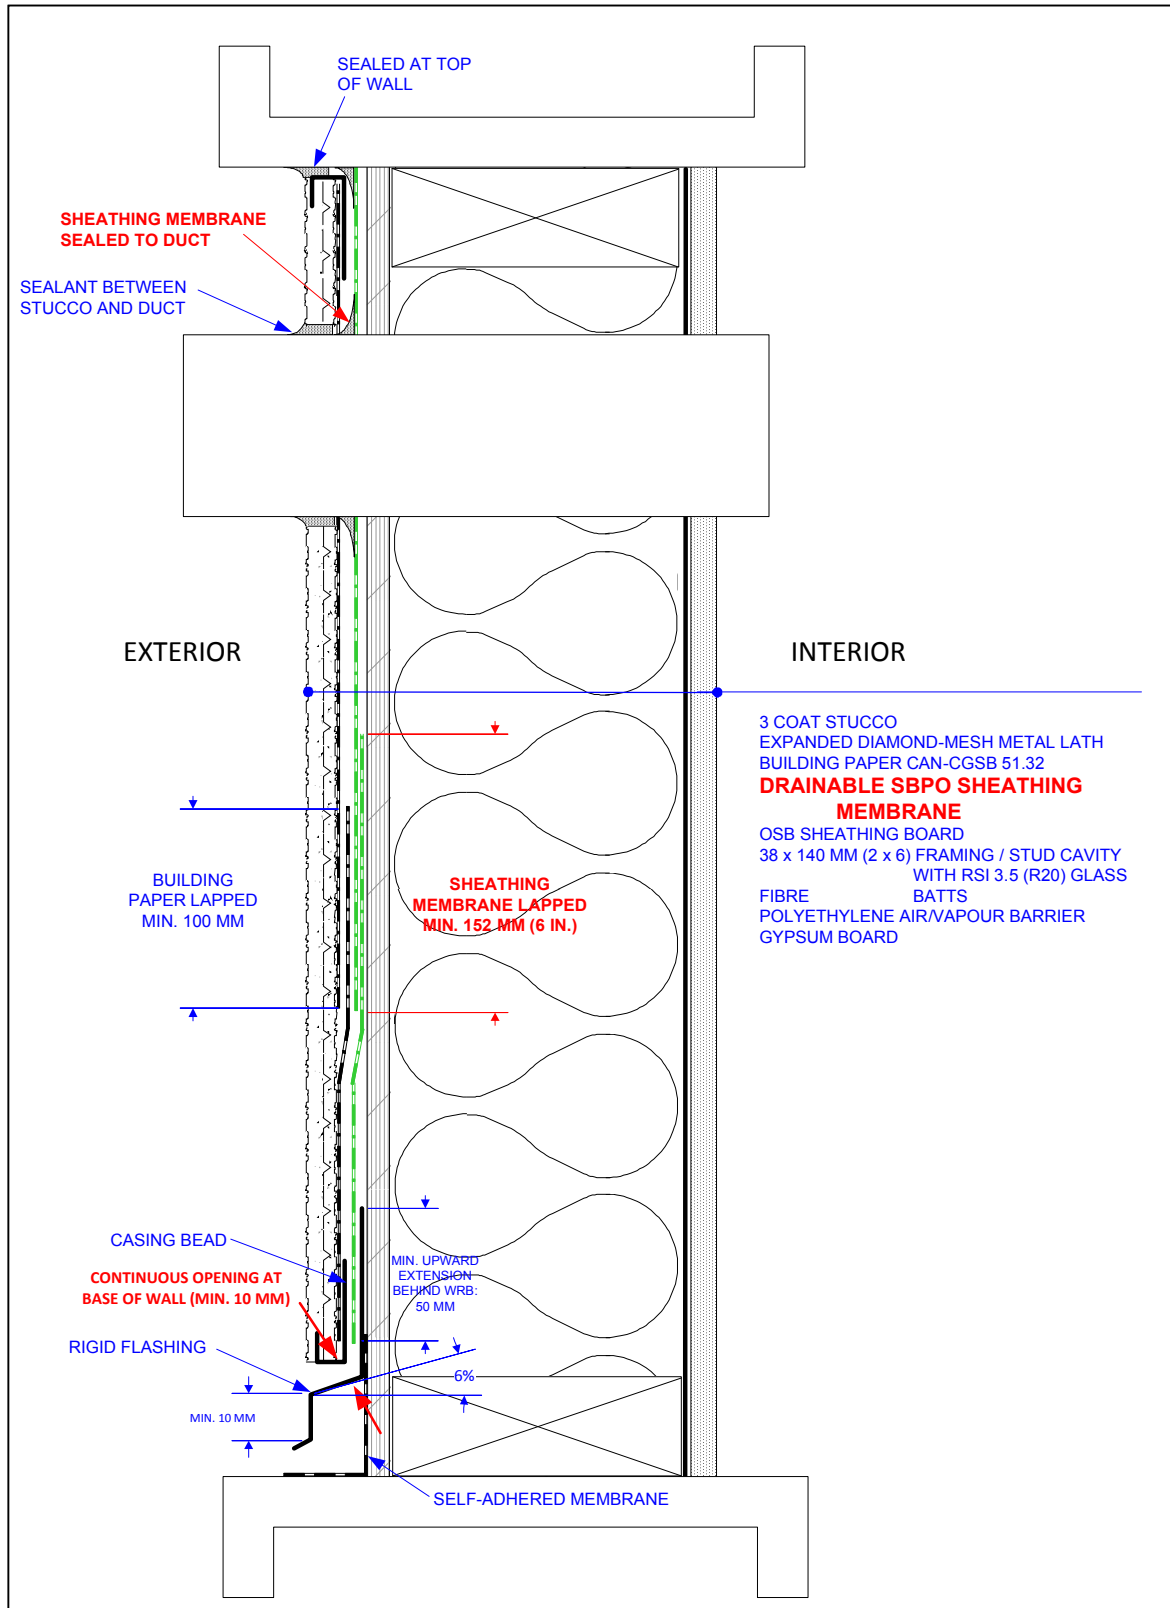 SEALED AT TOP
OF WALL
SHEATHING MEMBRANE
SEALED TO DUCT
SEALANT BETWEEN
STUCCO AND DUCT
EXTERIOR
INTERIOR
3 COAT STUCCO
EXPANDED DIAMOND-MESH METAL LATH
BUILDING PAPER CAN-CGSB 51.32
DRAINABLE SBPO SHEATHING
MEMBRANE
OSB SHEATHING BOARD
38 x 140 MM (2 x 6) FRAMING / STUD CAVITY
WITH RSI 3.5 (R20) GLASS
FIBRE BATTS
POLYETHYLENE AIR/VAPOUR BARRIER
GYPSUM BOARD
BUILDING
PAPER LAPPED
MIN. 100 MM
SHEATHING
MEMBRANE LAPPED
MIN. 152 MM (6 IN.)
CASING BEAD
MIN. UPWARD
EXTENSION
BEHIND WRB:
50 MM
CONTINUOUS OPENING AT
BASE OF WALL (MIN. 10 MM)
RIGID FLASHING
6%
MIN. 10 MM
SELF-ADHERED MEMBRANE